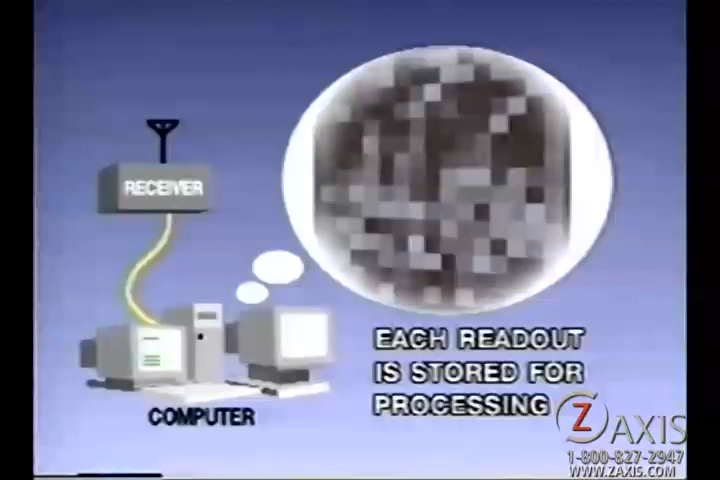 RECEIVER
EACH READOUT
IS STORED FOR
PROCESSING
COMPUTER
ZAXIS
1-800-827-2947
WWW.ZAXIS.COM